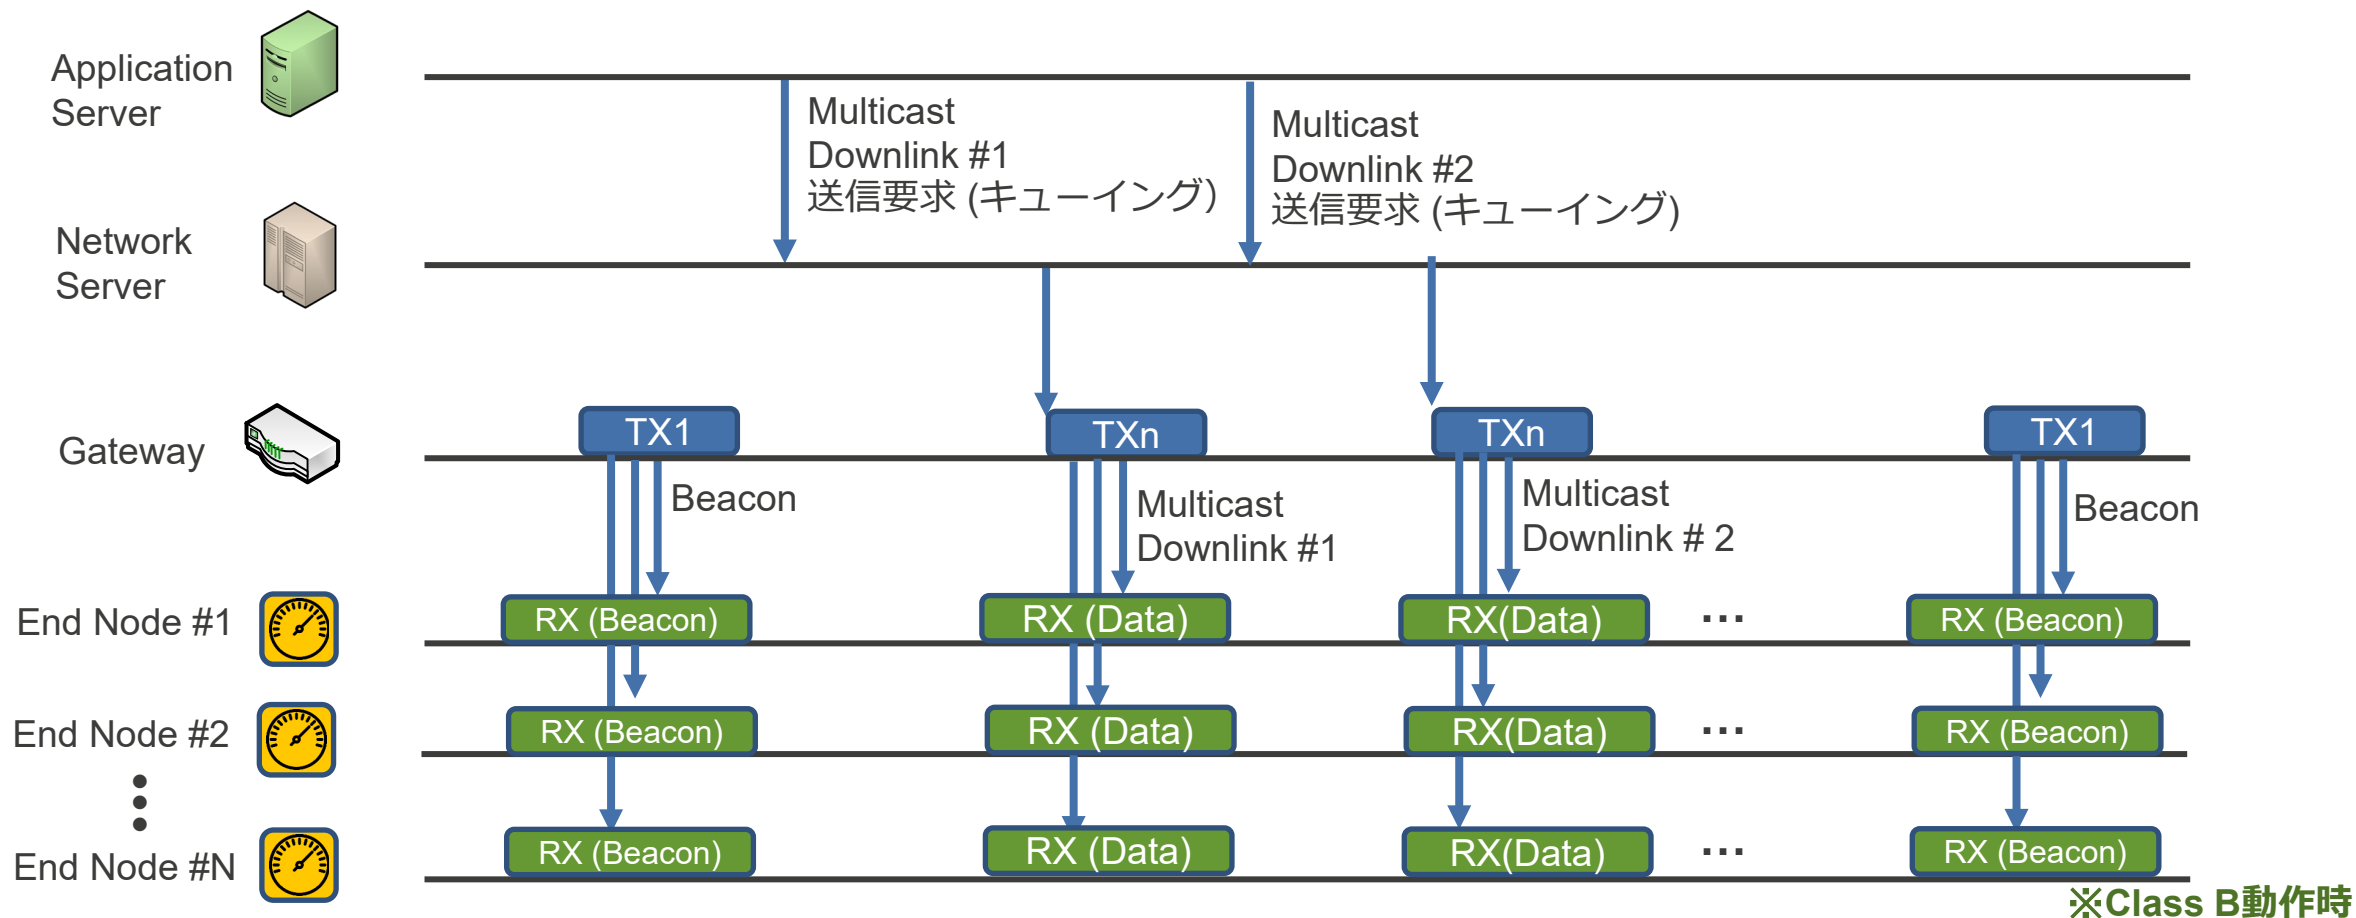 Application
Server
Multicast
Downlink #1
送信要求 (キューイング）
Multicast
Downlink #2
送信要求 (キューイング)
Network
Server
Gateway
TX1
TXn
TXn
TX1
Beacon
Multicast
Downlink #1
Multicast
Downlink # 2
Beacon
End Node #1
RX (Beacon)
RX (Data)
RX(Data)
...
RX (Beacon)
End Node #2
RX (Beacon)
RX (Data)
RX(Data)
...
RX (Beacon)
End Node #N
RX (Beacon)
RX (Data)
RX(Data)
...
RX (Beacon)
※Class B動作時